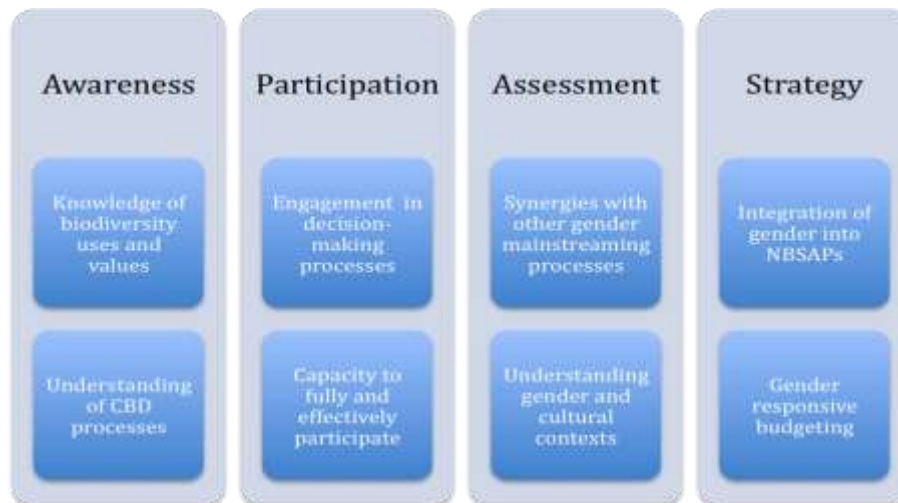 Awareness
Knowledge of
biodiversity
uses and
values
Understanding
of CBD
processes
Participation
Engagement in
decision-
making
processes
Capacity to
fully and
effectively
participate
Assessment
Synergies with
other gender
mainstreaming
processes
Understanding
gender and
cultural
contexts
Strategy
Integration of
gender into
NBSAPs
Gender
responsive
budgeting